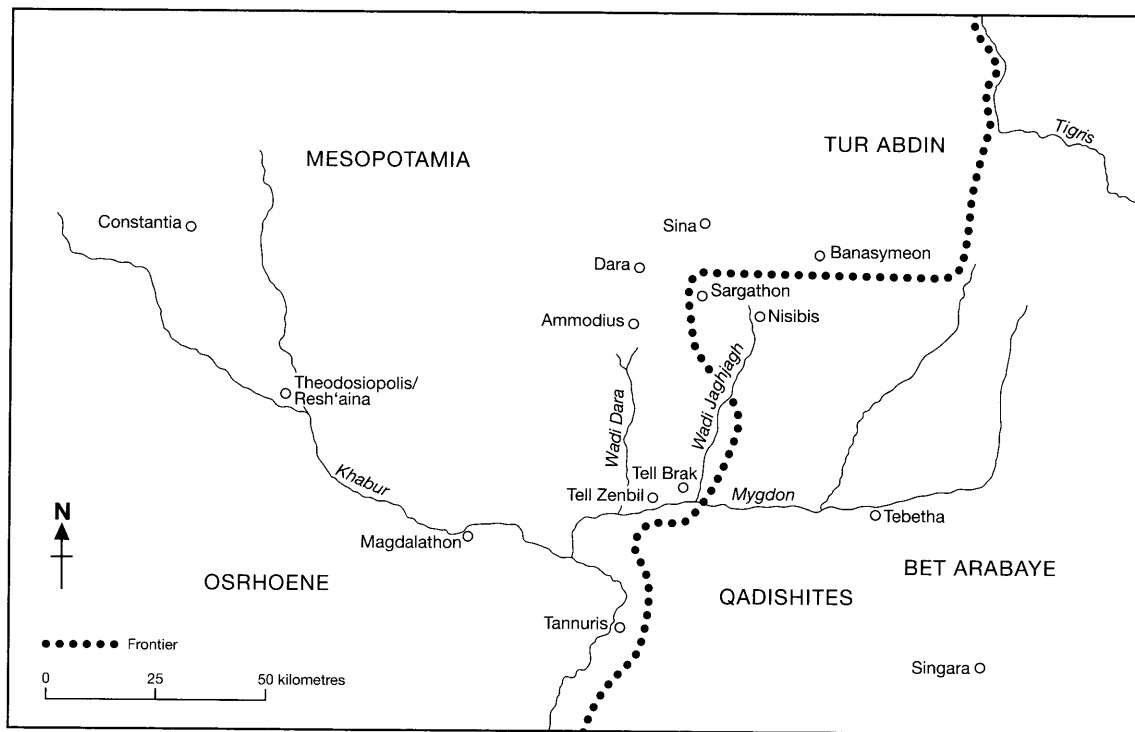 Tigris
TUR ABDIN
MESOPOTAMIA
Constantia
Sina
Banasymeon
Dara
Sargathon
Ammodius
Nisibis
Theodosiopolis/
Resh‘aina
Wadi Jaghjagh
Wadi Dara
Khabur
Tell Brak
Tell Zenbil
Mygdon
Tebetha
N
Magdalathon
BET ARABAYE
OSRHOENE
QADISHITES
Tannuris
Frontier
Singara
0 25 50 kilometres